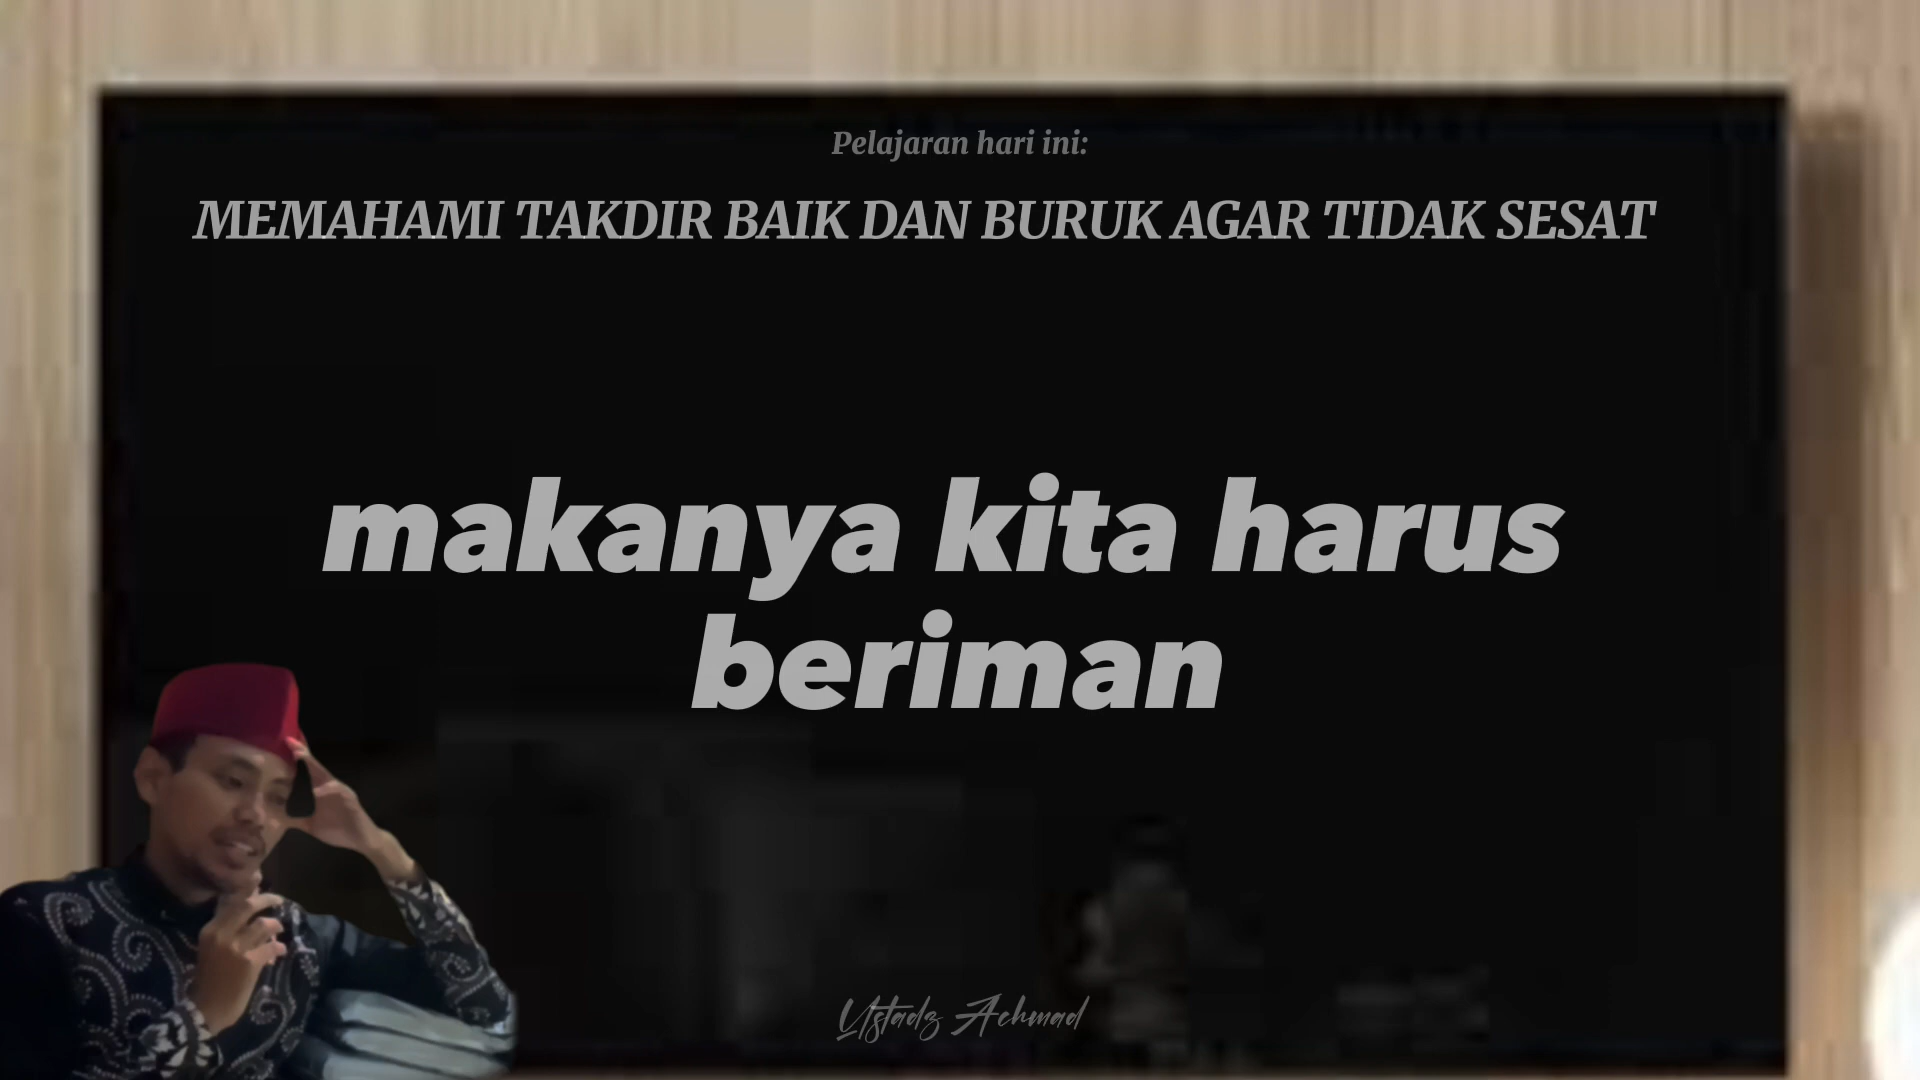 Pelajaran hari ini:
MEMAHAMI TAKDIR BAIK DAN BURUK AGAR TIDAK SESAT
makanya kita harus
beriman
Ustadz Achmad